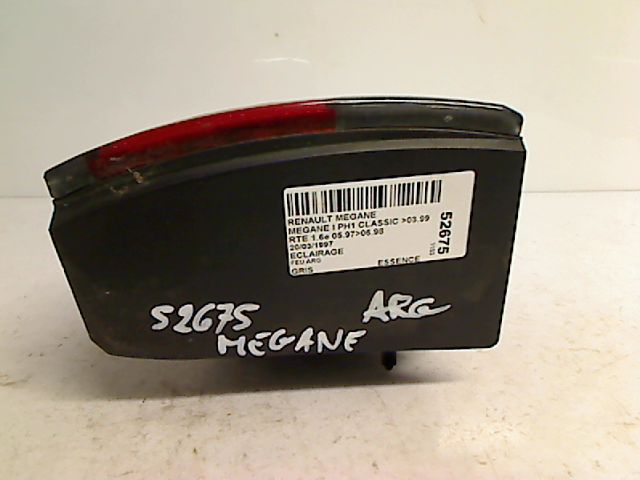 RENAULT MEGANE
MEGANE I PH1 CLASSIC >03.99
RTE 1.6e 05.97>06.98
20/03/1997
ECLAIRAGE
FEU ARG
GRIS ESSENCE
52675
52675 ARG
MEGANE